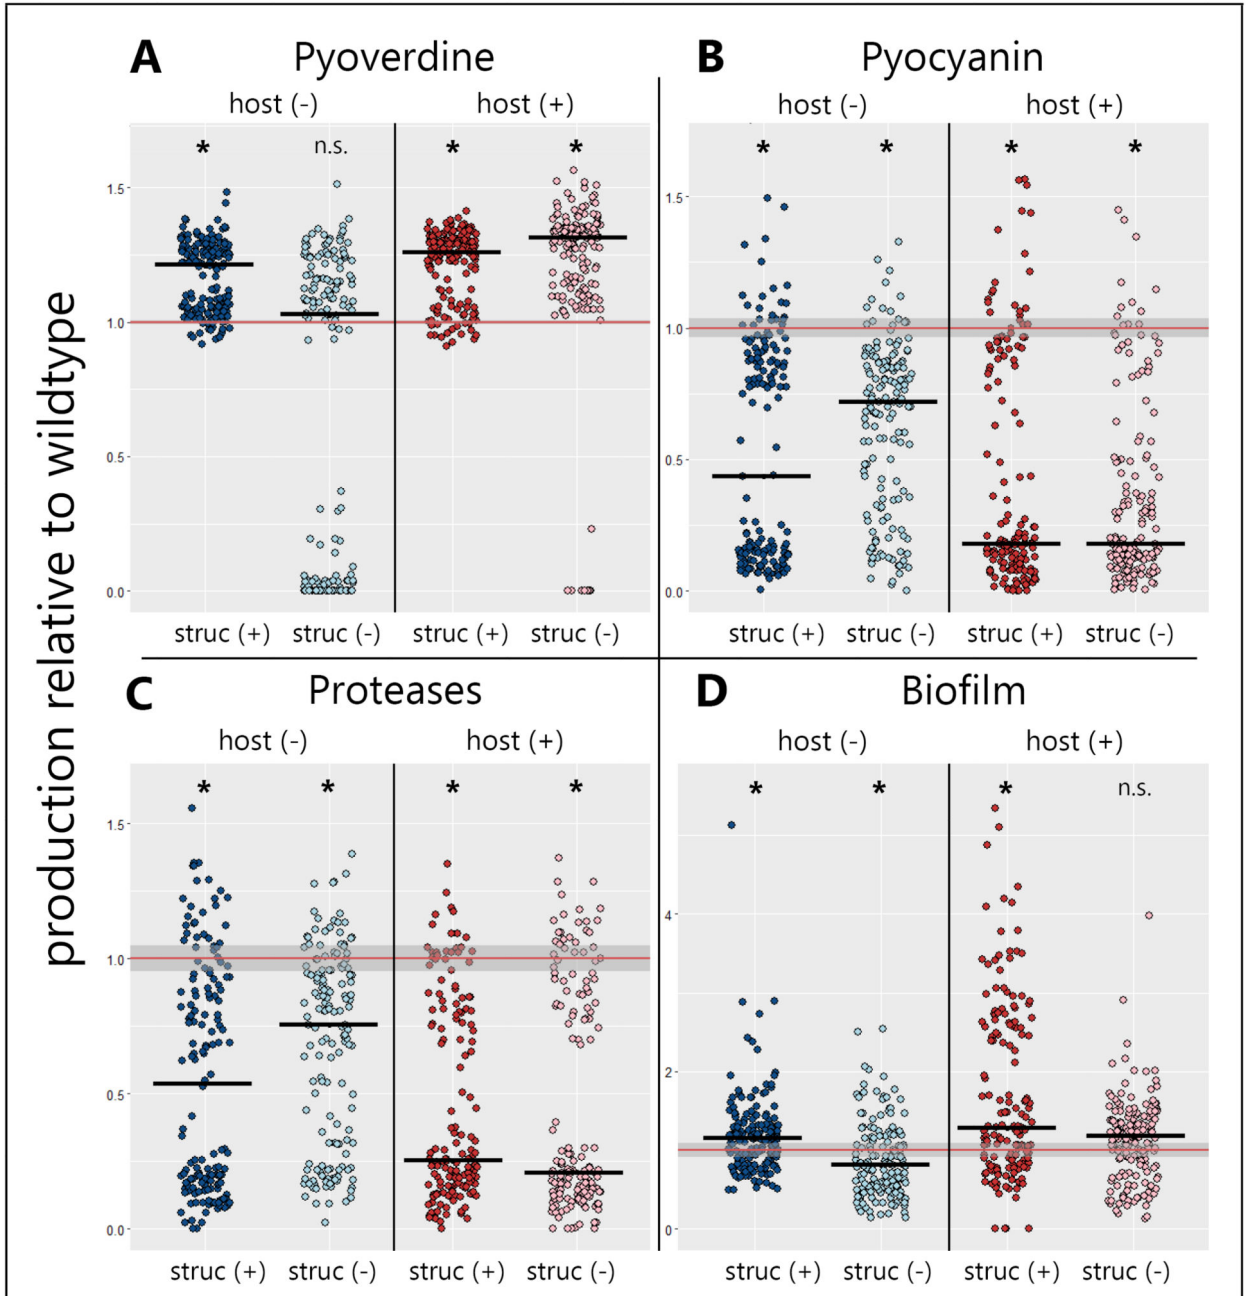 production relative to wildtype
A Pyoverdine
host (-) host (+)
* n.s. * *
1.5
1.0
0.5
0.0
struc (+) struc (-) struc (+) struc (-)
B Pyocyanin
host (-) host (+)
* * * *
1.5
1.0
0.5
0.0
struc (+) struc (-) struc (+) struc (-)
C Proteases
host (-) host (+)
* * * *
1.5
1.0
0.5
0.0
struc (+) struc (-) struc (+) struc (-)
D Biofilm
host (-) host (+)
* * * n.s.
4
2
0
struc (+) struc (-) struc (+) struc (-)